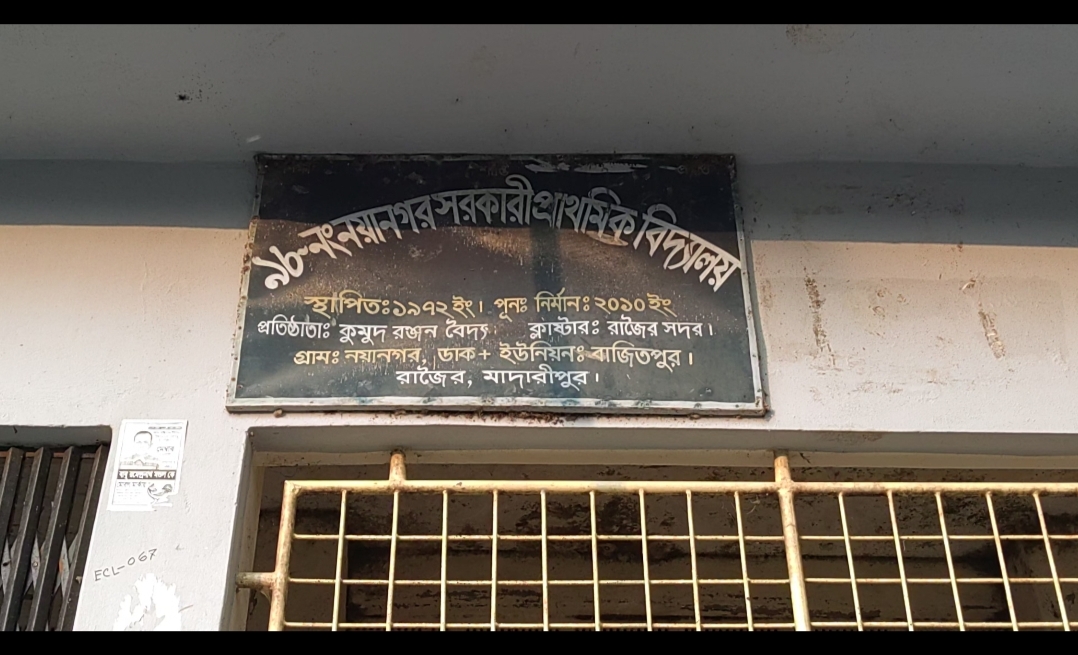 ৯৮-নং নয়ানগর সরকারী প্রাথমিক বিদ্যালয়
স্থাপিতঃ ১৯৭২ ইং। পূনঃ নির্মানঃ ২০১০ ইং
প্রতিষ্ঠাতাঃ কুমুদ রঞ্জন বৈদ্য ক্লাষ্টারঃ রাজৈর সদর।
গ্রামঃ নয়ানগর, ডাক + ইউনিয়নঃ বাজিতপুর।
রাজৈর, মাদারীপুর।
ECL-067